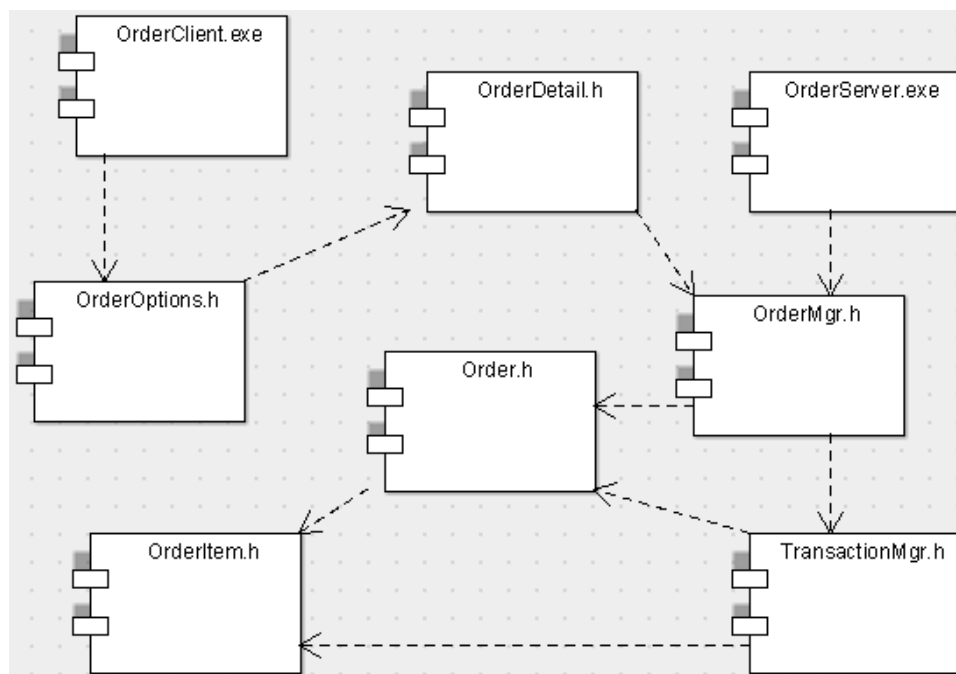 OrderClient.exe
OrderDetail.h
OrderServer.exe
OrderOptions.h
OrderMgr.h
Order.h
OrderItem.h
TransactionMgr.h